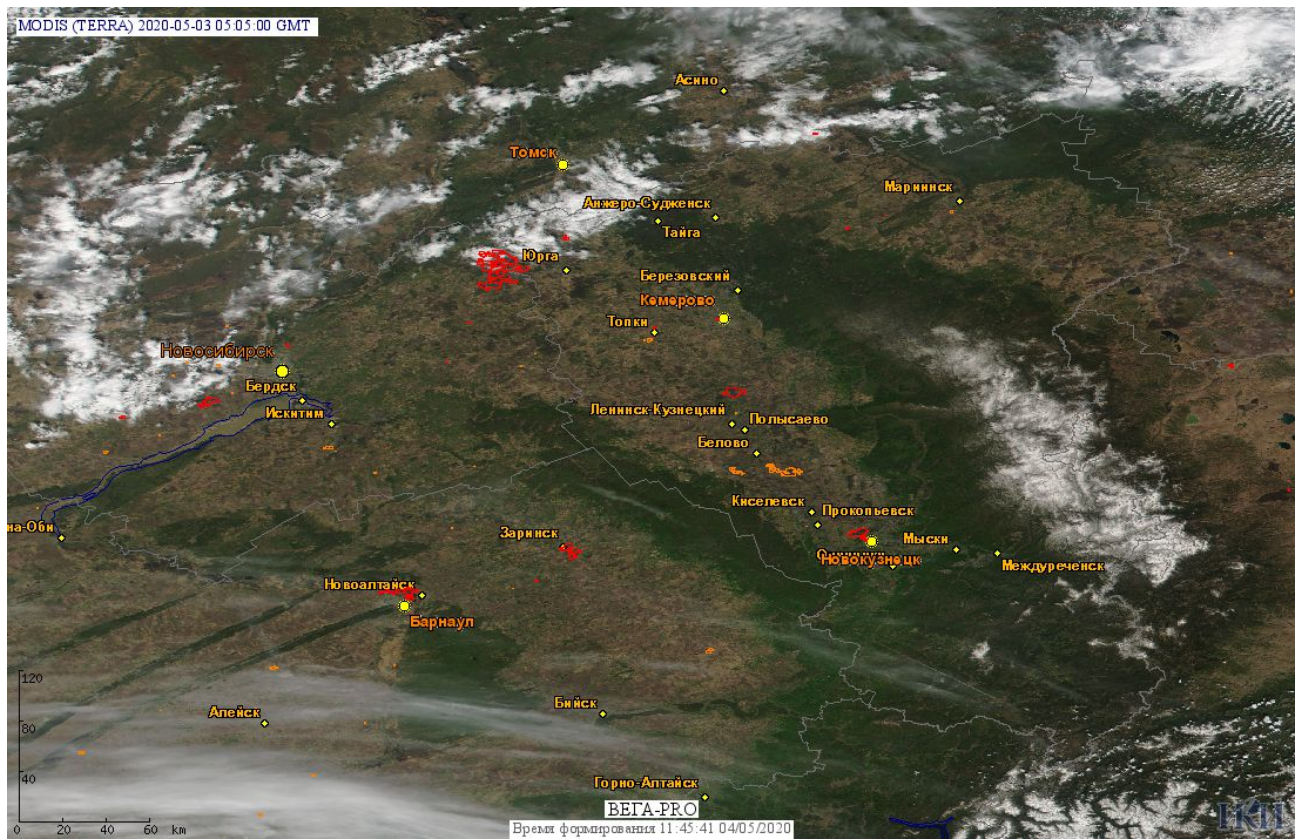 MODIS (TERRA) 2020-05-03 05:05:00 GMT
Асино
Томск
Мариинск
Анжеро-Судженск
Тайга
Юрга
Березовский
Кемерово
Топки
Новосибирск
Бердск
Искитим
Ленинск-Кузнецкий
Полысаево
Белово
Киселевск
Прокопьевск
на-Оби
Заринск
Мыски
Новокузнецк
Междуреченск
Новоалтайск
Барнаул
120
Бийск
Алейск
80
40
Горно-Алтайск
ВЕГА-PRO
0 20 40 60 km
Время формирования 11:45:41 04/05/2020
ИКИ